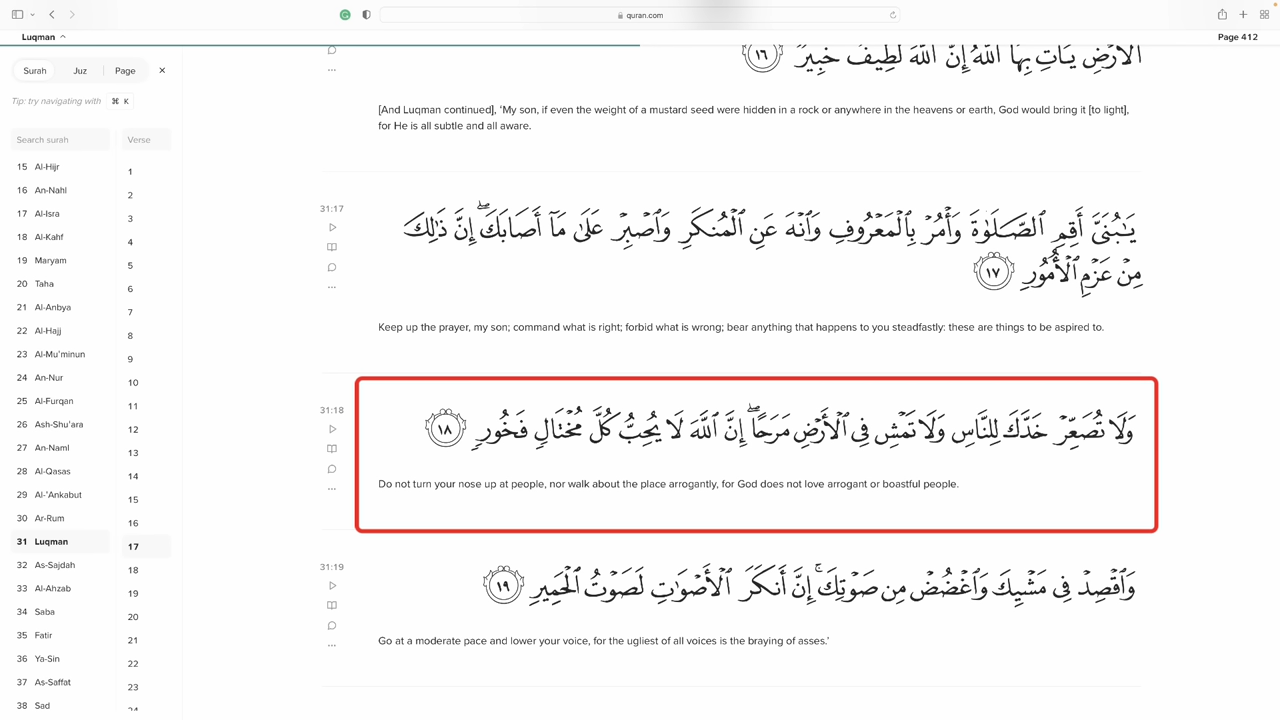 quran.com
Luqman
Page 412
Surah Juz Page
Tip: try navigating with ⌘ K
Search surah
Verse
15 Al-Hijr
16 An-Nahl
17 Al-Isra
18 Al-Kahf
19 Maryam
20 Taha
21 Al-Anbya
22 Al-Hajj
23 Al-Mu'minun
24 An-Nur
25 Al-Furqan
26 Ash-Shu'ara
27 An-Naml
28 Al-Qasas
29 Al-'Ankabut
30 Ar-Rum
31 Luqman
32 As-Sajdah
33 Al-Ahzab
34 Saba
35 Fatir
36 Ya-Sin
37 As-Saffat
38 Sad
1
2
3
4
5
6
7
8
9
10
11
12
13
14
15
16
17
18
19
20
21
22
23
24
ٱلْأَرْضِ يَأْتِ بِهَا ٱللَّهُ إِنَّ ٱللَّهَ لَطِيفٌ خَبِيرٌ ١٦
[And Luqman continued], 'My son, if even the weight of a mustard seed were hidden in a rock or anywhere in the heavens or earth, God would bring it [to light],
for He is all subtle and all aware.
31:17
يَـٰبُنَىَّ أَقِمِ ٱلصَّلَوٰةَ وَأْمُرْ بِٱلْمَعْرُوفِ وَٱنْهَ عَنِ ٱلْمُنكَرِ وَٱصْبِرْ عَلَىٰ مَآ أَصَابَكَ ۖ إِنَّ ذَٰلِكَ
مِنْ عَزْمِ ٱلْأُمُورِ ١٧
Keep up the prayer, my son; command what is right; forbid what is wrong; bear anything that happens to you steadfastly: these are things to be aspired to.
31:18
وَلَا تُصَعِّرْ خَدَّكَ لِلنَّاسِ وَلَا تَمْشِ فِى ٱلْأَرْضِ مَرَحًا ۖ إِنَّ ٱللَّهَ لَا يُحِبُّ كُلَّ مُخْتَالٍ فَخُورٍ ١٨
Do not turn your nose up at people, nor walk about the place arrogantly, for God does not love arrogant or boastful people.
31:19
وَٱقْصِدْ فِى مَشْيِكَ وَٱغْضُضْ مِن صَوْتِكَ ۚ إِنَّ أَنكَرَ ٱلْأَصْوَٰتِ لَصَوْتُ ٱلْحَمِيرِ ١٩
Go at a moderate pace and lower your voice, for the ugliest of all voices is the braying of asses.'